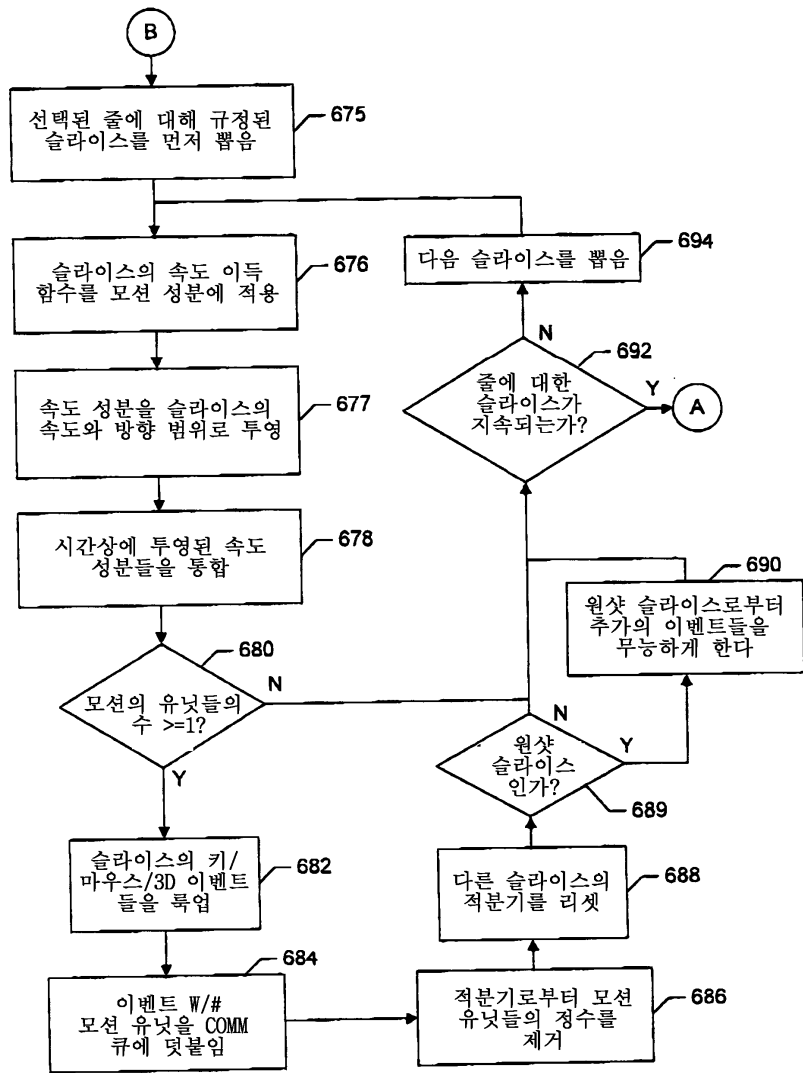 B
선택된 줄에 대해 규정된
슬라이스를 먼저 뽑음
675
슬라이스의 속도 이득
함수를 모션 성분에 적용
676
속도 성분을 슬라이스의
속도와 방향 범위로 투영
677
시간상에 투영된 속도
성분들을 통합
678
모션의 유닛들의
수 >=1?
680
N
Y
슬라이스의 키/
마우스/3D 이벤트
들을 룩업
682
이벤트 W/#
모션 유닛을 COMM
큐에 덧붙임
684
적분기로부터 모션
유닛들의 정수를
제거
686
다른 슬라이스의
적분기를 리셋
688
원샷
슬라이스
인가?
689
N
Y
원샷 슬라이스로부터
추가의 이벤트들을
무능하게 한다
690
줄에 대한
슬라이스가
지속되는가?
692
N
Y
A
다음 슬라이스를 뽑음
694